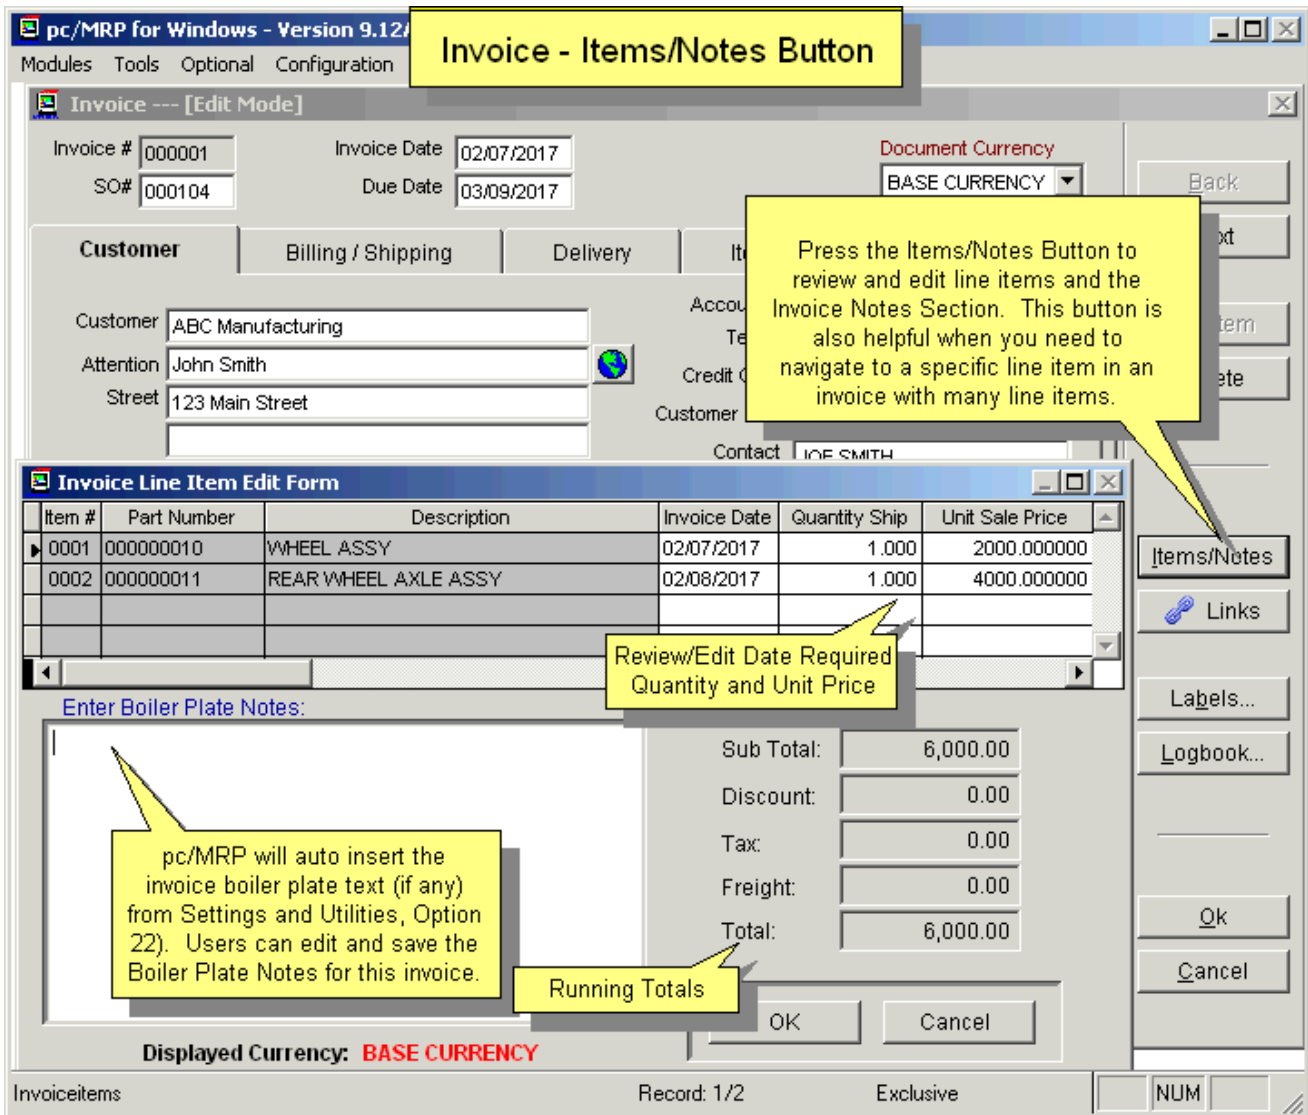 pc/MRP for Windows - Version 9.12
Invoice - Items/Notes Button
Modules Tools Optional Configuration
Invoice --- [Edit Mode]
Invoice # 000001
Invoice Date 02/07/2017
Document Currency
SO# 000104
Due Date 03/09/2017
BASE CURRENCY
Back
Customer
Billing / Shipping
Delivery
Press the Items/Notes Button to
review and edit line items and the
Invoice Notes Section. This button is
also helpful when you need to
navigate to a specific line item in an
invoice with many line items.
Customer ABC Manufacturing
Attention John Smith
Street 123 Main Street
Credit
Customer
Contact JOE SMITH
Invoice Line Item Edit Form
Item # Part Number Description Invoice Date Quantity Ship Unit Sale Price
0001 000000010 WHEEL ASSY 02/07/2017 1.000 2000.000000
0002 000000011 REAR WHEEL AXLE ASSY 02/08/2017 1.000 4000.000000
Items/Notes
Links
Review/Edit Date Required
Quantity and Unit Price
Labels...
Logbook...
Enter Boiler Plate Notes:
Sub Total: 6,000.00
Discount: 0.00
Tax: 0.00
Freight: 0.00
Total: 6,000.00
pc/MRP will auto insert the
invoice boiler plate text (if any)
from Settings and Utilities, Option
22). Users can edit and save the
Boiler Plate Notes for this invoice.
Running Totals
Ok
Cancel
OK Cancel
Displayed Currency: BASE CURRENCY
Invoiceitems Record: 1/2 Exclusive NUM